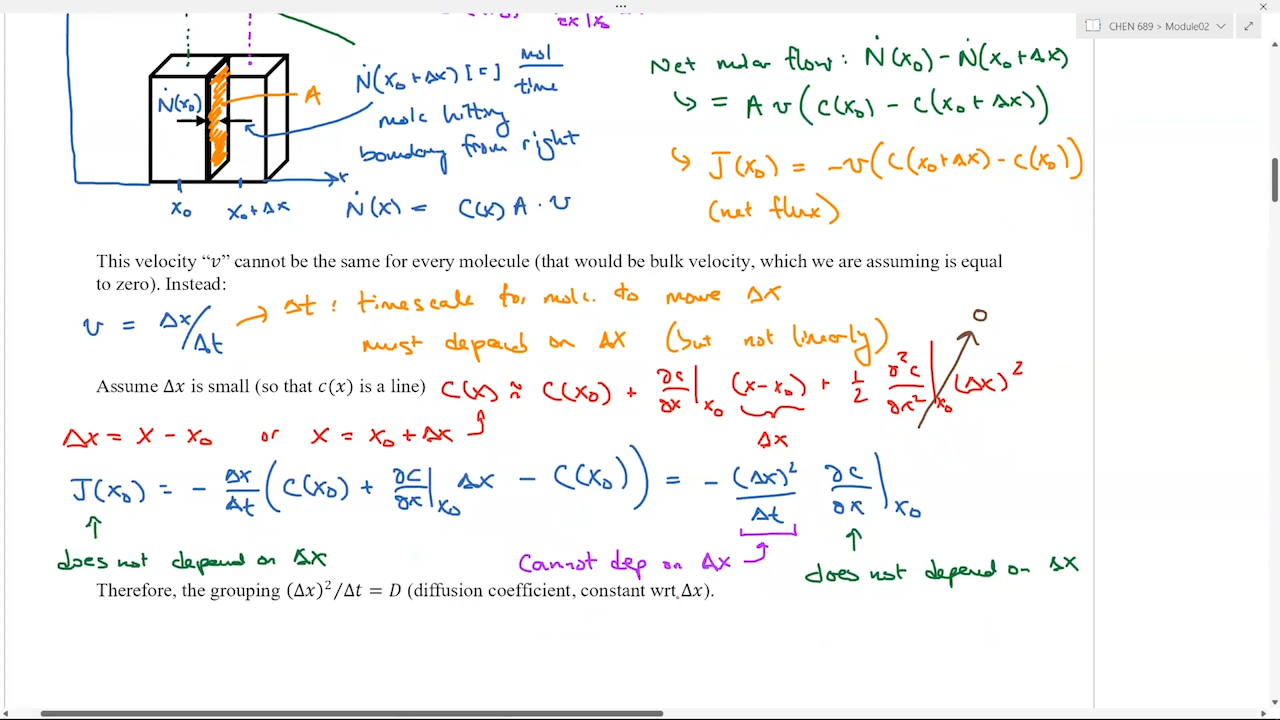 CHEN 689 > Module02
Net molar flow: Ṅ(x₀) - Ṅ(x₀+Δx)
↳ = A v (C(x₀) - C(x₀+Δx))
↳ J(x₀) = -v(C(x₀+Δx) - C(x₀))
(net flux)
Ṅ(x₀)
A
Ṅ(x₀+Δx) [=] mol/time
molc hitting
boundary from right
x
x₀
x₀+Δx
Ṅ(x) = C(x) A · v
This velocity “v” cannot be the same for every molecule (that would be bulk velocity, which we are assuming is equal
to zero). Instead:
v = Δx/Δt → Δt : timescale for molc. to move Δx
must depend on Δx (but not linearly)
0
Assume Δx is small (so that c(x) is a line) C(x) ≈ C(x₀) + ∂c/∂x|x₀ (x-x₀) + 1/2 ∂²c/∂x²|x₀ (Δx)²
Δx
Δx = x - x₀ or x = x₀ + Δx
J(x₀) = - Δx/Δt (C(x₀) + ∂c/∂x|x₀ Δx - C(x₀)) = - (Δx)²/Δt ∂c/∂x|x₀
does not depend on Δx
Cannot dep on Δx
does not depend on Δx
Therefore, the grouping (Δx)²/Δt = D (diffusion coefficient, constant wrt Δx).